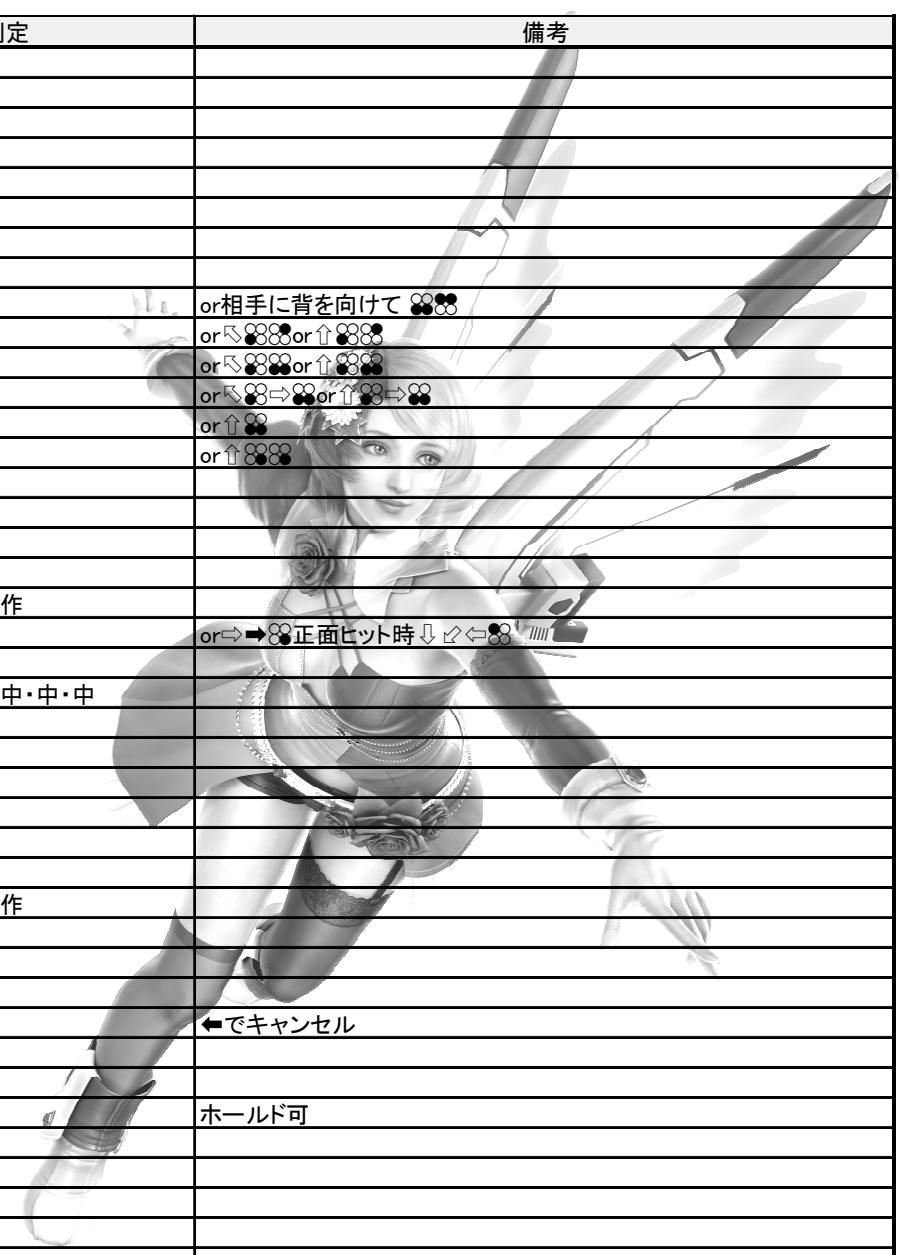 定
備考
or相手に背を向けて
or⇖or⇧
or⇖or⇧
or⇖⇨or⇧⇨
or⇧
or⇧
作
or⇨➡正面ヒット時⇩⬃⇦
中・中・中
作
⬅でキャンセル
ホールド可